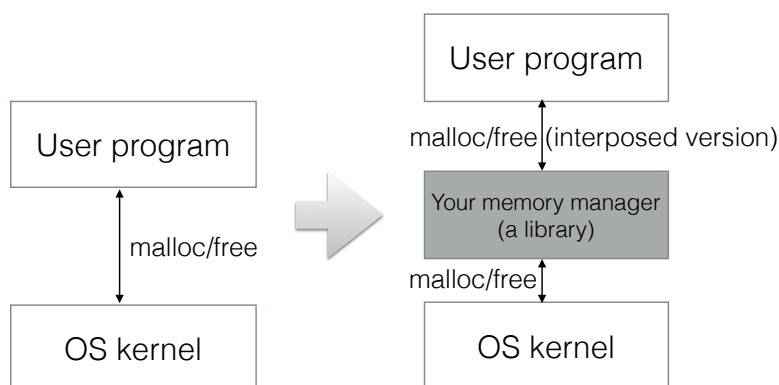 User program
malloc/free
OS kernel
User program
malloc/free (interposed version)
Your memory manager
(a library)
malloc/free
OS kernel